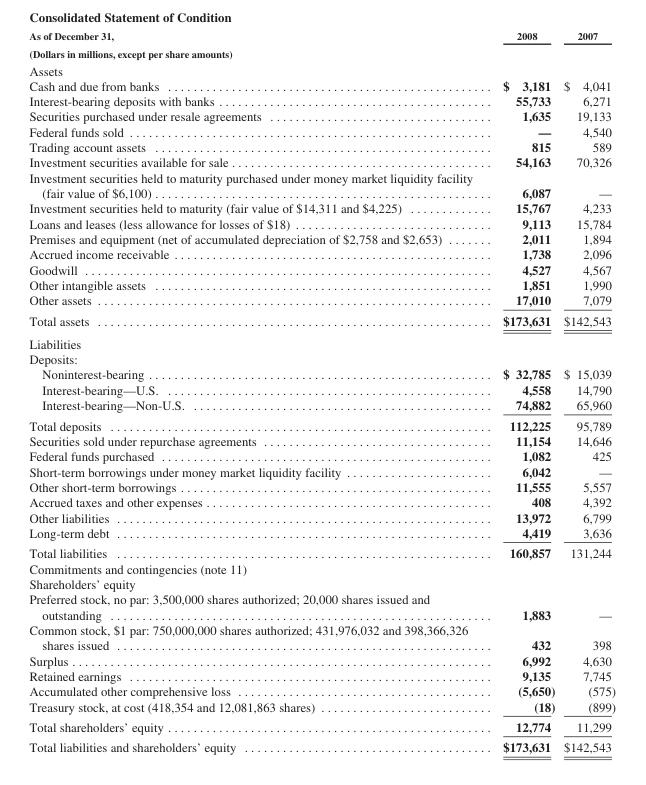 Consolidated Statement of Condition
As of December 31, 2008 2007
(Dollars in millions, except per share amounts)
Assets
Cash and due from banks $ 3,181 $ 4,041
Interest-bearing deposits with banks 55,733 6,271
Securities purchased under resale agreements 1,635 19,133
Federal funds sold — 4,540
Trading account assets 815 589
Investment securities available for sale 54,163 70,326
Investment securities held to maturity purchased under money market liquidity facility
(fair value of $6,100) 6,087 —
Investment securities held to maturity (fair value of $14,311 and $4,225) 15,767 4,233
Loans and leases (less allowance for losses of $18) 9,113 15,784
Premises and equipment (net of accumulated depreciation of $2,758 and $2,653) 2,011 1,894
Accrued income receivable 1,738 2,096
Goodwill 4,527 4,567
Other intangible assets 1,851 1,990
Other assets 17,010 7,079
Total assets $173,631 $142,543
Liabilities
Deposits:
Noninterest-bearing $ 32,785 $ 15,039
Interest-bearing—U.S. 4,558 14,790
Interest-bearing—Non-U.S. 74,882 65,960
Total deposits 112,225 95,789
Securities sold under repurchase agreements 11,154 14,646
Federal funds purchased 1,082 425
Short-term borrowings under money market liquidity facility 6,042 —
Other short-term borrowings 11,555 5,557
Accrued taxes and other expenses 408 4,392
Other liabilities 13,972 6,799
Long-term debt 4,419 3,636
Total liabilities 160,857 131,244
Commitments and contingencies (note 11)
Shareholders' equity
Preferred stock, no par: 3,500,000 shares authorized; 20,000 shares issued and
outstanding 1,883 —
Common stock, $1 par: 750,000,000 shares authorized; 431,976,032 and 398,366,326
shares issued 432 398
Surplus 6,992 4,630
Retained earnings 9,135 7,745
Accumulated other comprehensive loss (5,650) (575)
Treasury stock, at cost (418,354 and 12,081,863 shares) (18) (899)
Total shareholders' equity 12,774 11,299
Total liabilities and shareholders' equity $173,631 $142,543